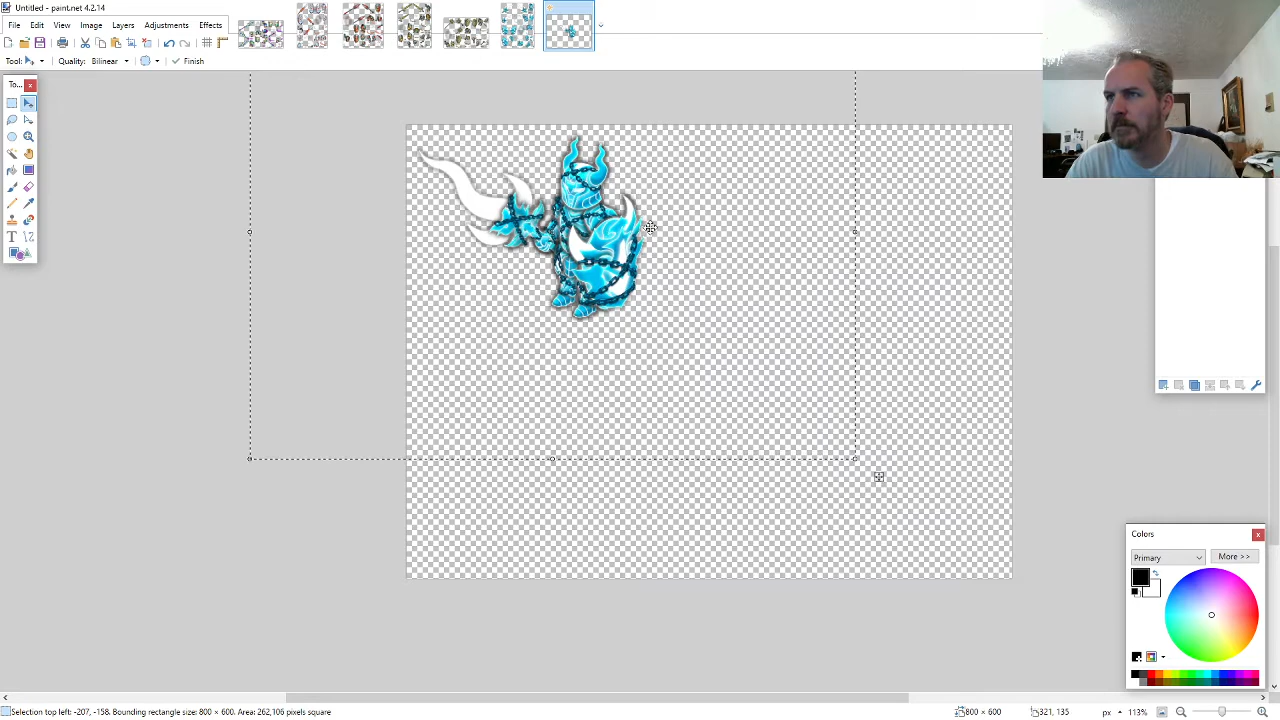 Untitled - paint.net 4.2.14
File Edit View Image Layers Adjustments Effects
Tool: Quality: Bilinear Finish
To...
T
Colors
Primary More >>
Selection top left: -207, -158. Bounding rectangle size: 800 × 600. Area: 262,106 pixels square 800 × 600 321, 135 px 113%